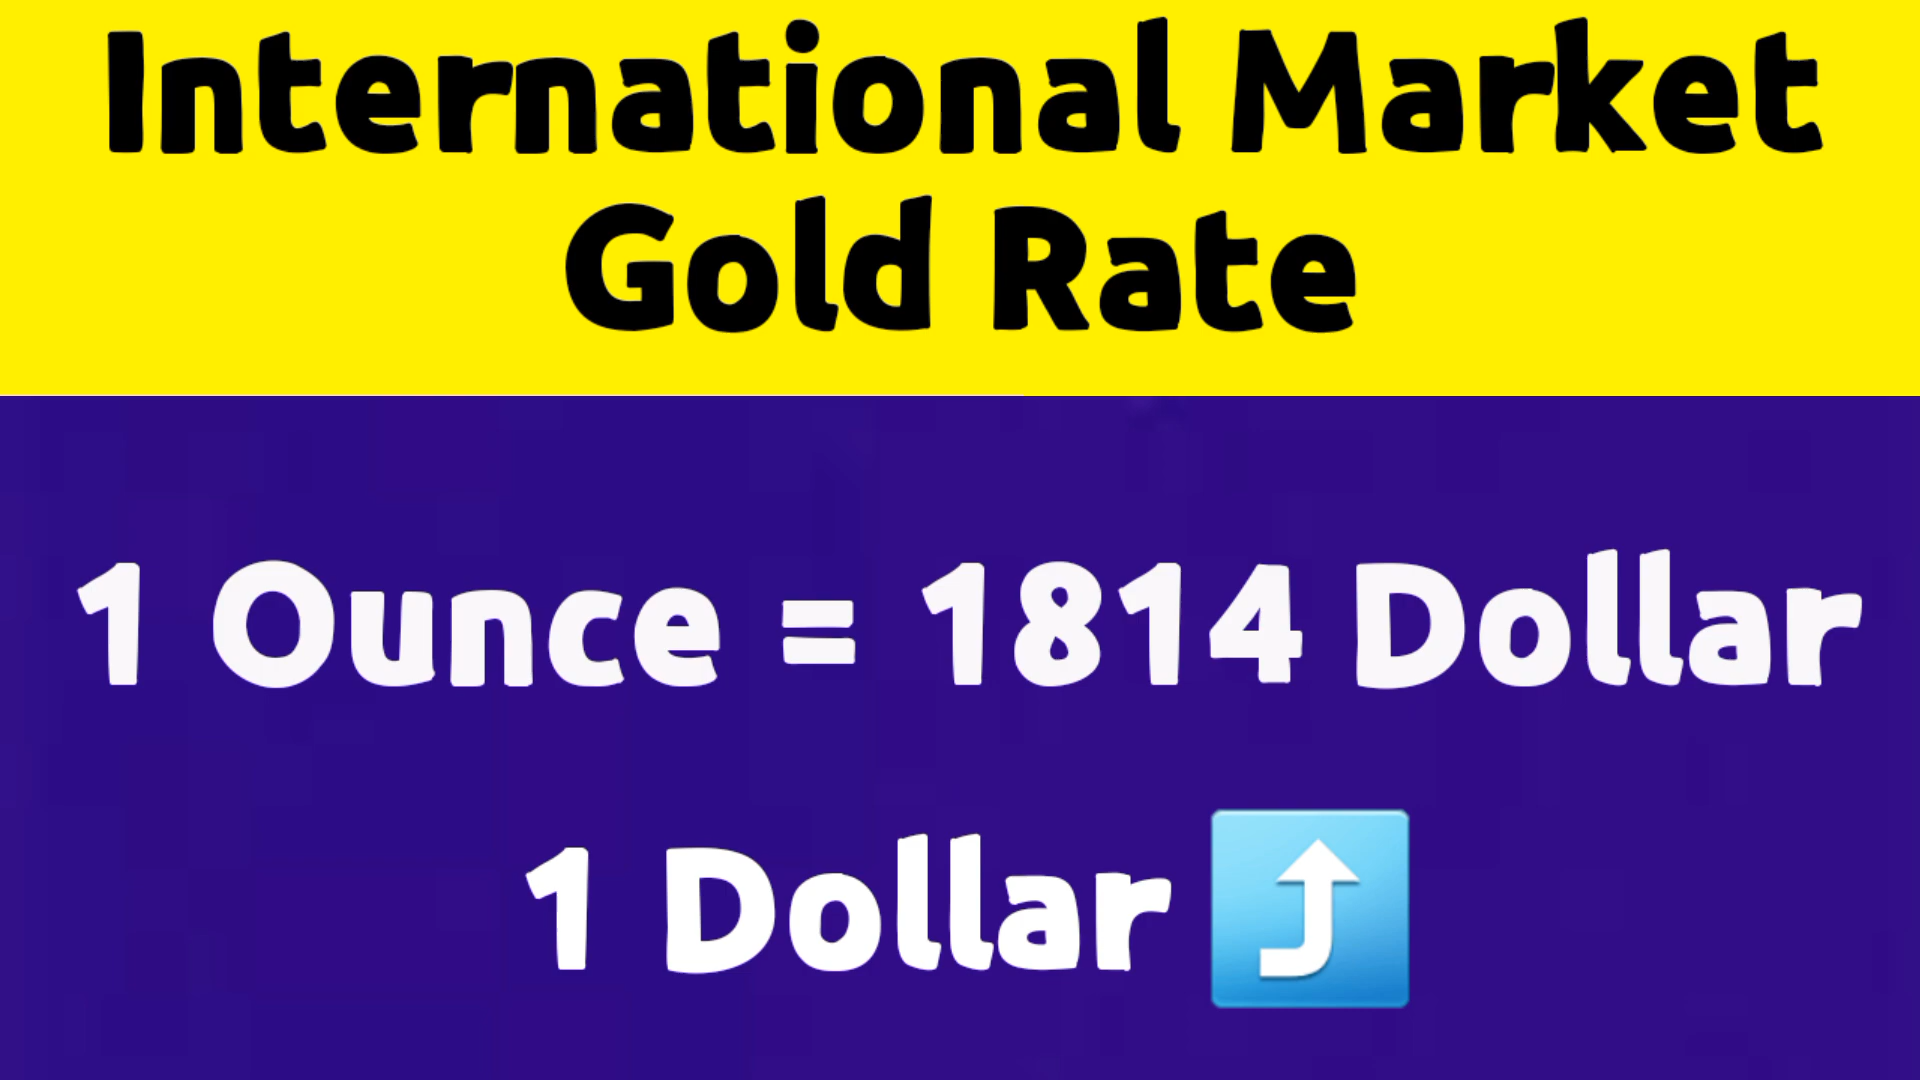 International Market
Gold Rate
1 Ounce = 1814 Dollar
1 Dollar ⤴